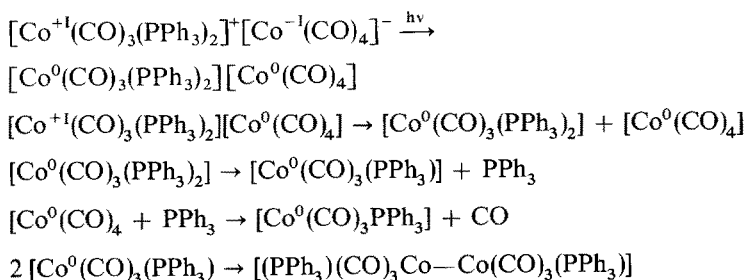 [Co⁺ᴵ(CO)₃(PPh₃)₂]⁺[Co⁻ᴵ(CO)₄]⁻ —hv→
[Co⁰(CO)₃(PPh₃)₂][Co⁰(CO)₄]
[Co⁺ᴵ(CO)₃(PPh₃)₂][Co⁰(CO)₄] → [Co⁰(CO)₃(PPh₃)₂] + [Co⁰(CO)₄]
[Co⁰(CO)₃(PPh₃)₂] → [Co⁰(CO)₃(PPh₃)] + PPh₃
[Co⁰(CO)₄ + PPh₃ → [Co⁰(CO)₃PPh₃] + CO
2 [Co⁰(CO)₃(PPh₃) → [(PPh₃)(CO)₃Co—Co(CO)₃(PPh₃)]